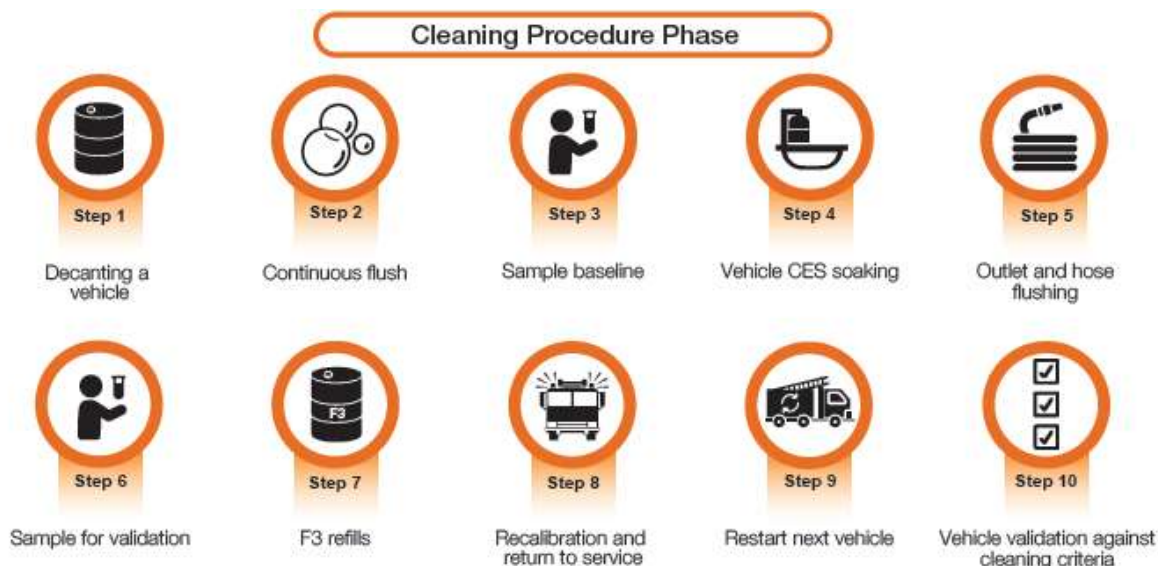 Cleaning Procedure Phase
Step 1
Decanting a
vehicle
Step 2
Continuous flush
Step 3
Sample baseline
Step 4
Vehicle CES soaking
Step 5
Outlet and hose
flushing
Step 6
Sample for validation
F3
Step 7
F3 refills
Step 8
Recalibration and
return to service
Step 9
Restart next vehicle
Step 10
Vehicle validation against
cleaning criteria